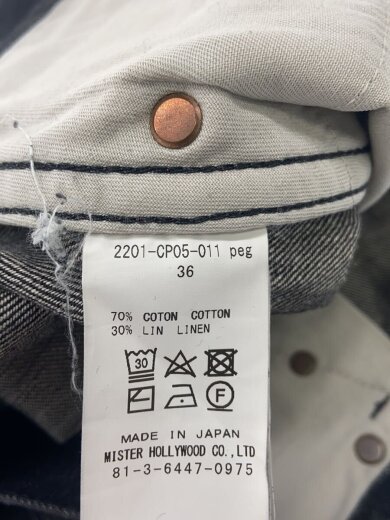 2201-CP05-011 peg
36
70% COTON COTTON
30% LIN LINEN
30
F
MADE IN JAPAN
MISTER HOLLYWOOD CO.,LTD
81-3-6447-0975